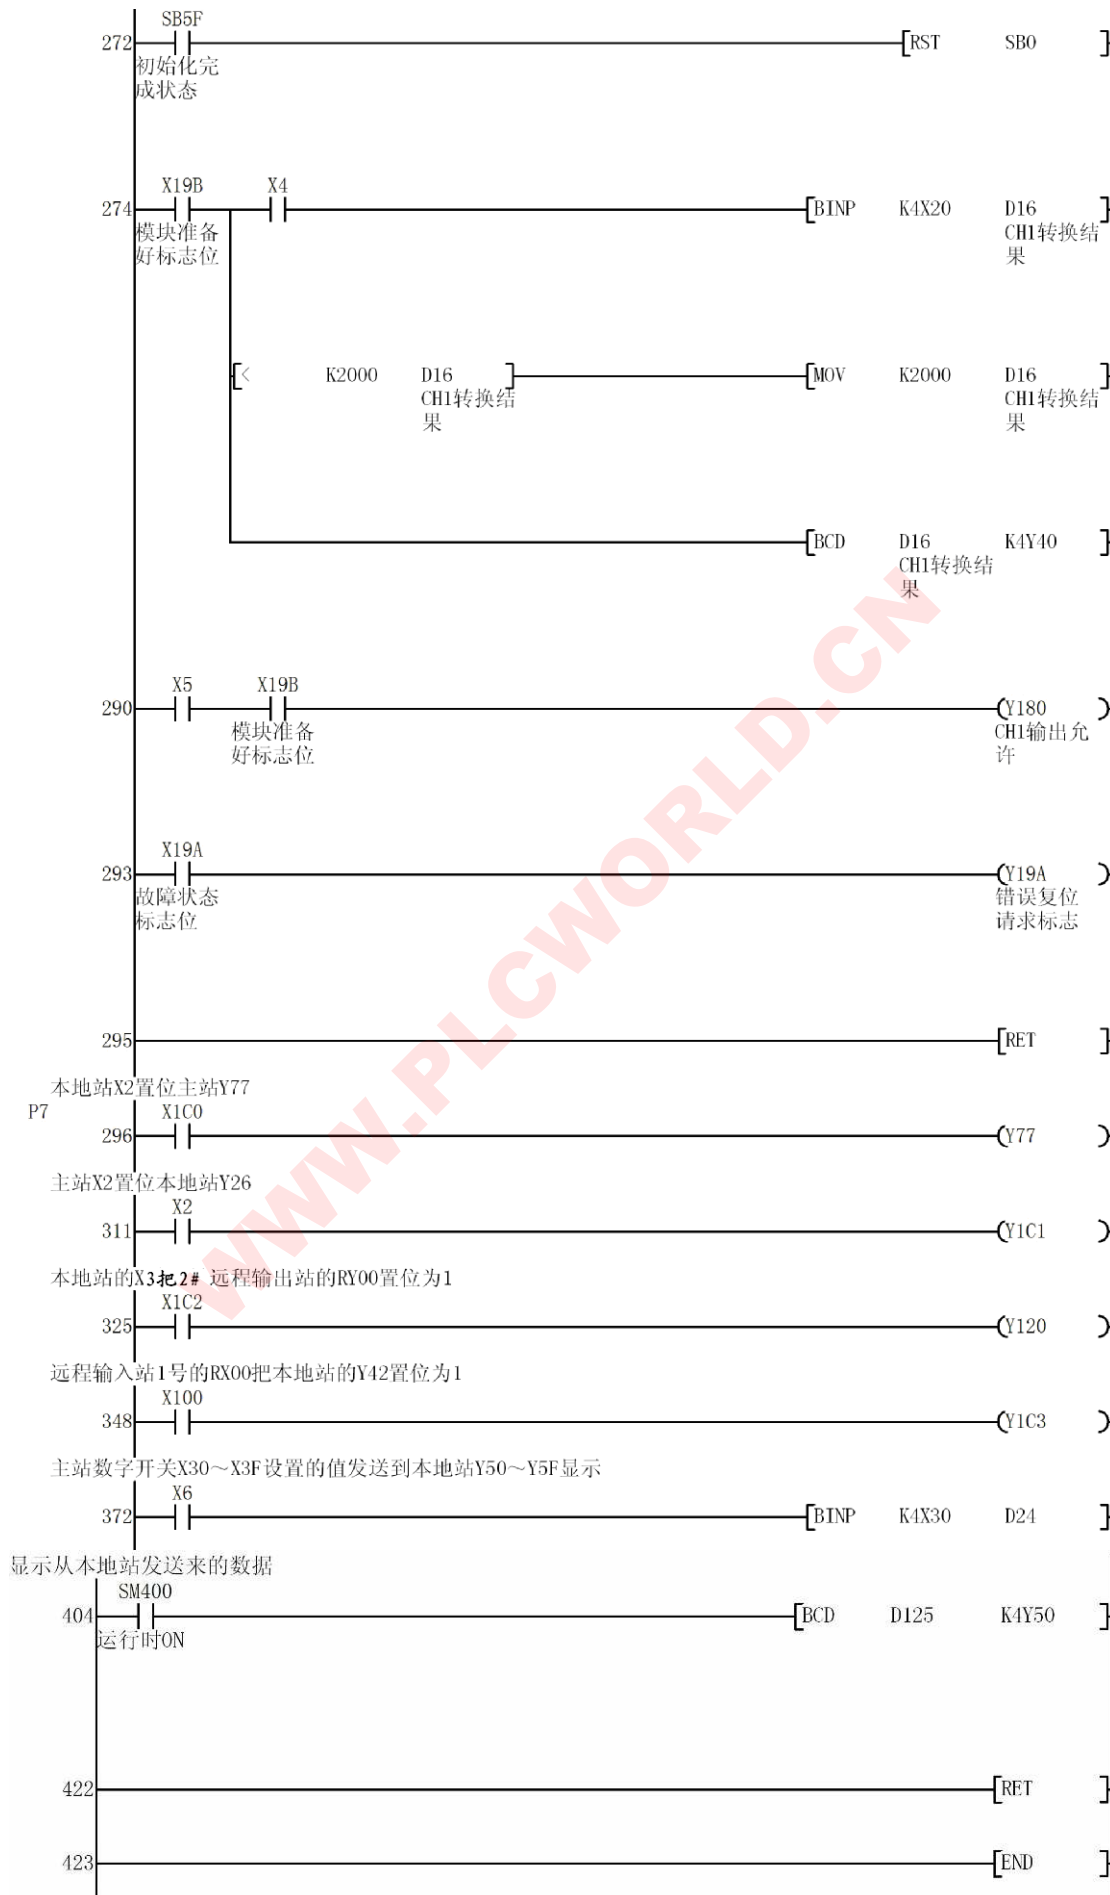 SB5F
272 [RST SB0 ]
初始化完
成状态
X19B X4
274 [BINP K4X20 D16 ]
模块准备 CH1转换结
好标志位 果
[< K2000 D16 ] [MOV K2000 D16 ]
CH1转换结 CH1转换结
果 果
[BCD D16 K4Y40 ]
CH1转换结
果
X5 X19B
290 (Y180 )
模块准备 CH1输出允
好标志位 许
X19A
293 (Y19A )
故障状态 错误复位
标志位 请求标志
295 [RET ]
本地站X2置位主站Y77
P7 X1C0
296 (Y77 )
主站X2置位本地站Y26
X2
311 (Y1C1 )
本地站的X3把2# 远程输出站的RY00置位为1
X1C2
325 (Y120 )
远程输入站1号的RX00把本地站的Y42置位为1
X100
348 (Y1C3 )
主站数字开关X30～X3F设置的值发送到本地站Y50～Y5F显示
X6
372 [BINP K4X30 D24 ]
显示从本地站发送来的数据
SM400
404 [BCD D125 K4Y50 ]
运行时ON
422 [RET ]
423 [END ]
WWW.PLCWORLD.CN